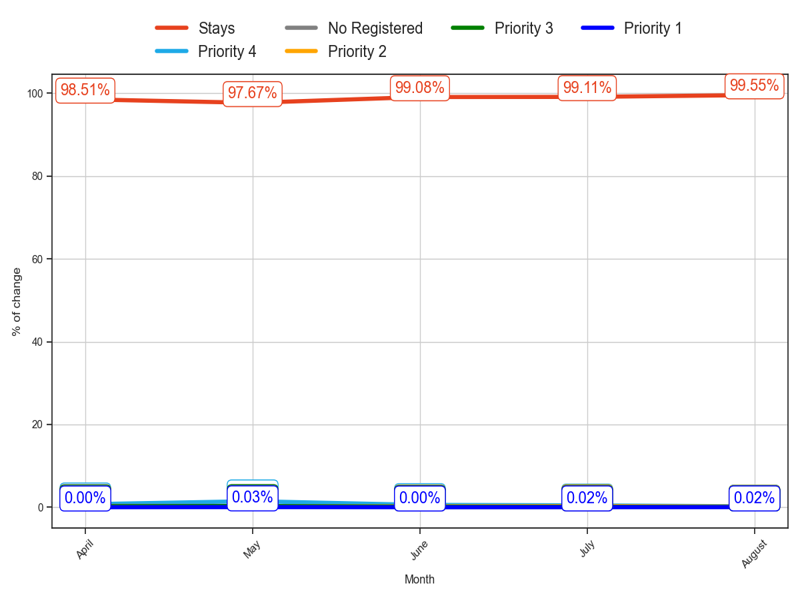 Stays
No Registered
Priority 3
Priority 1
Priority 4
Priority 2
98.51%
97.67%
99.08%
99.11%
99.55%
100
80
60
40
20
0
% of change
0.00%
0.03%
0.00%
0.02%
0.02%
April
May
June
July
August
Month